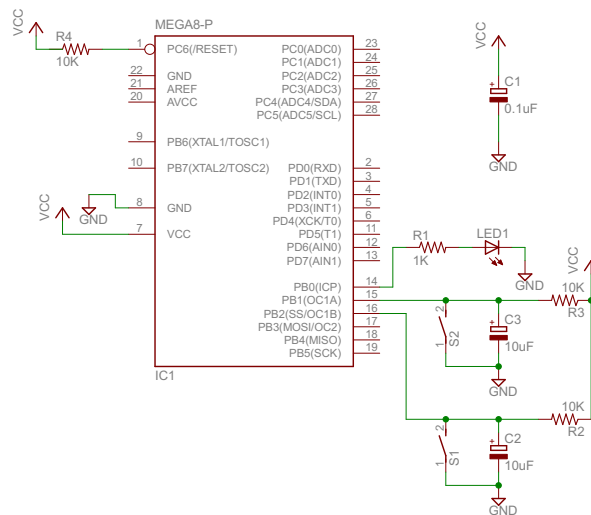 MEGA8-P
VCC
R4
10K
1
PC6(/RESET)
22
GND
21
AREF
20
AVCC
9
PB6(XTAL1/TOSC1)
10
PB7(XTAL2/TOSC2)
8
GND
7
VCC
GND
VCC
PC0(ADC0)
23
PC1(ADC1)
24
PC2(ADC2)
25
PC3(ADC3)
26
PC4(ADC4/SDA)
27
PC5(ADC5/SCL)
28
PD0(RXD)
2
PD1(TXD)
3
PD2(INT0)
4
PD3(INT1)
5
PD4(XCK/T0)
6
PD5(T1)
11
PD6(AIN0)
12
PD7(AIN1)
13
PB0(ICP)
14
PB1(OC1A)
15
PB2(SS/OC1B)
16
PB3(MOSI/OC2)
17
PB4(MISO)
18
PB5(SCK)
19
IC1
VCC
+
C1
0.1uF
GND
R1
1K
LED1
GND
VCC
10K
R3
2
1
S2
+
C3
10uF
GND
10K
R2
2
1
S1
+
C2
10uF
GND